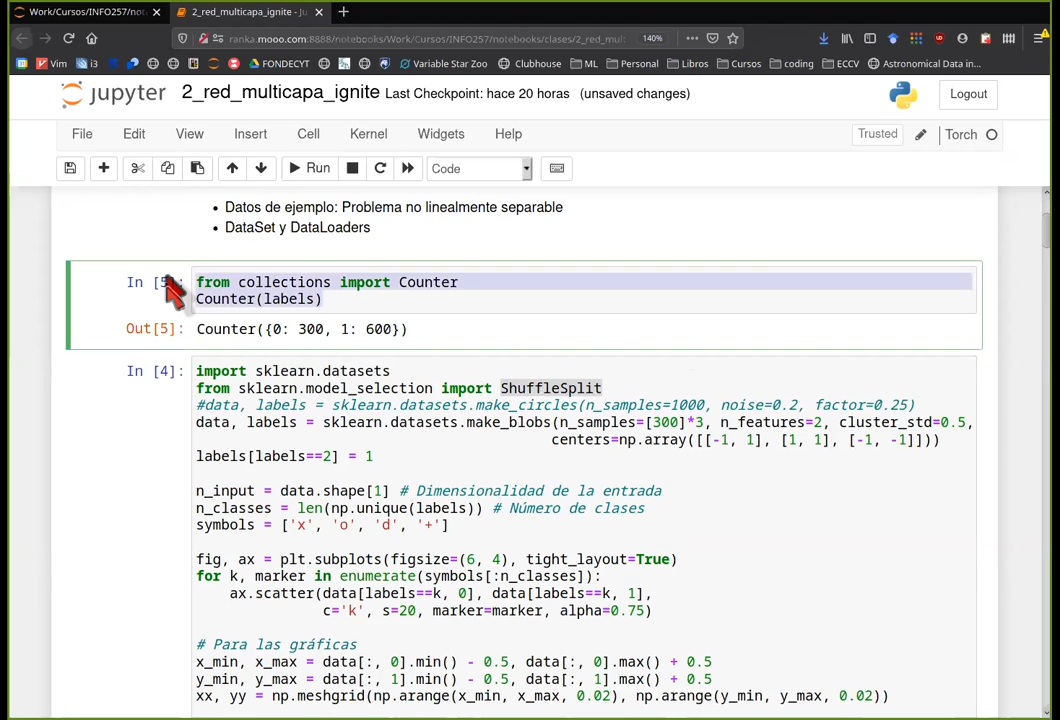 Work/Cursos/INFO257/not
2_red_multicapa_ignite - Ju
ranka.mooo.com:8888/notebooks/Work/Cursos/INFO257/notebooks/clases/2_red_mult
140%
Vim
i3
FONDECYT
Variable Star Zoo
Clubhouse
ML
Personal
Libros
Cursos
coding
ECCV
Astronomical Data in...
jupyter 2_red_multicapa_ignite Last Checkpoint: hace 20 horas (unsaved changes)
Logout
File Edit View Insert Cell Kernel Widgets Help
Trusted
Torch
Run
Code
Datos de ejemplo: Problema no linealmente separable
DataSet y DataLoaders
In [5]: from collections import Counter
Counter(labels)
Out[5]: Counter({0: 300, 1: 600})
In [4]: import sklearn.datasets
from sklearn.model_selection import ShuffleSplit
#data, labels = sklearn.datasets.make_circles(n_samples=1000, noise=0.2, factor=0.25)
data, labels = sklearn.datasets.make_blobs(n_samples=[300]*3, n_features=2, cluster_std=0.5,
centers=np.array([[-1, 1], [1, 1], [-1, -1]]))
labels[labels==2] = 1
n_input = data.shape[1] # Dimensionalidad de la entrada
n_classes = len(np.unique(labels)) # Número de clases
symbols = ['x', 'o', 'd', '+']
fig, ax = plt.subplots(figsize=(6, 4), tight_layout=True)
for k, marker in enumerate(symbols[:n_classes]):
ax.scatter(data[labels==k, 0], data[labels==k, 1],
c='k', s=20, marker=marker, alpha=0.75)
# Para las gráficas
x_min, x_max = data[:, 0].min() - 0.5, data[:, 0].max() + 0.5
y_min, y_max = data[:, 1].min() - 0.5, data[:, 1].max() + 0.5
xx, yy = np.meshgrid(np.arange(x_min, x_max, 0.02), np.arange(y_min, y_max, 0.02))